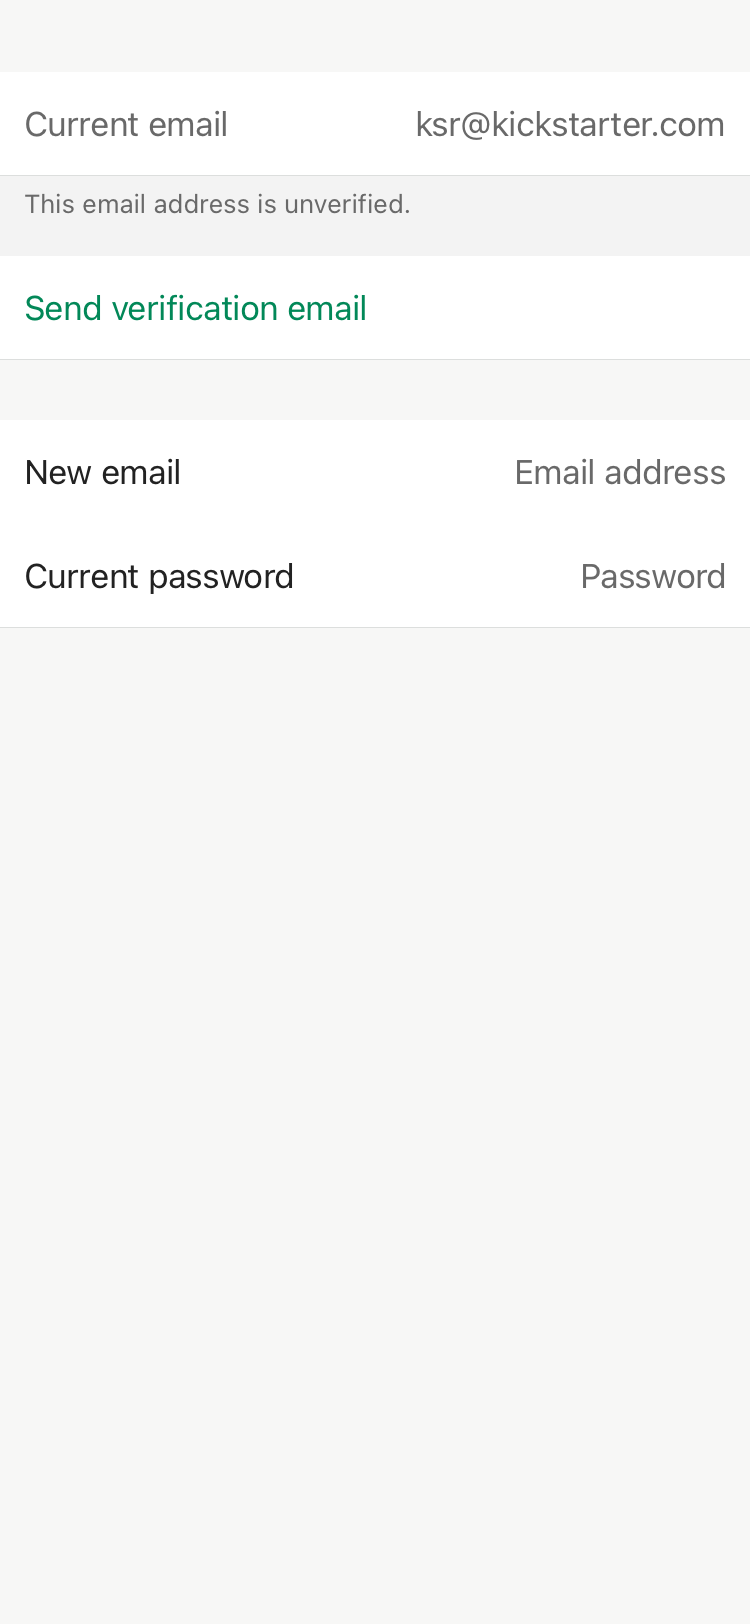 Current email ksr@kickstarter.com
This email address is unverified.
Send verification email
New email Email address
Current password Password